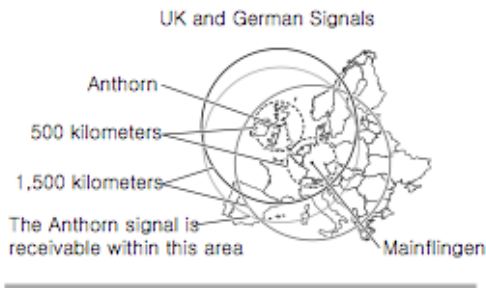 UK and German Signals
Anthorn
500 kilometers
1,500 kilometers
The Anthorn signal is
receivable within this area
Mainflingen